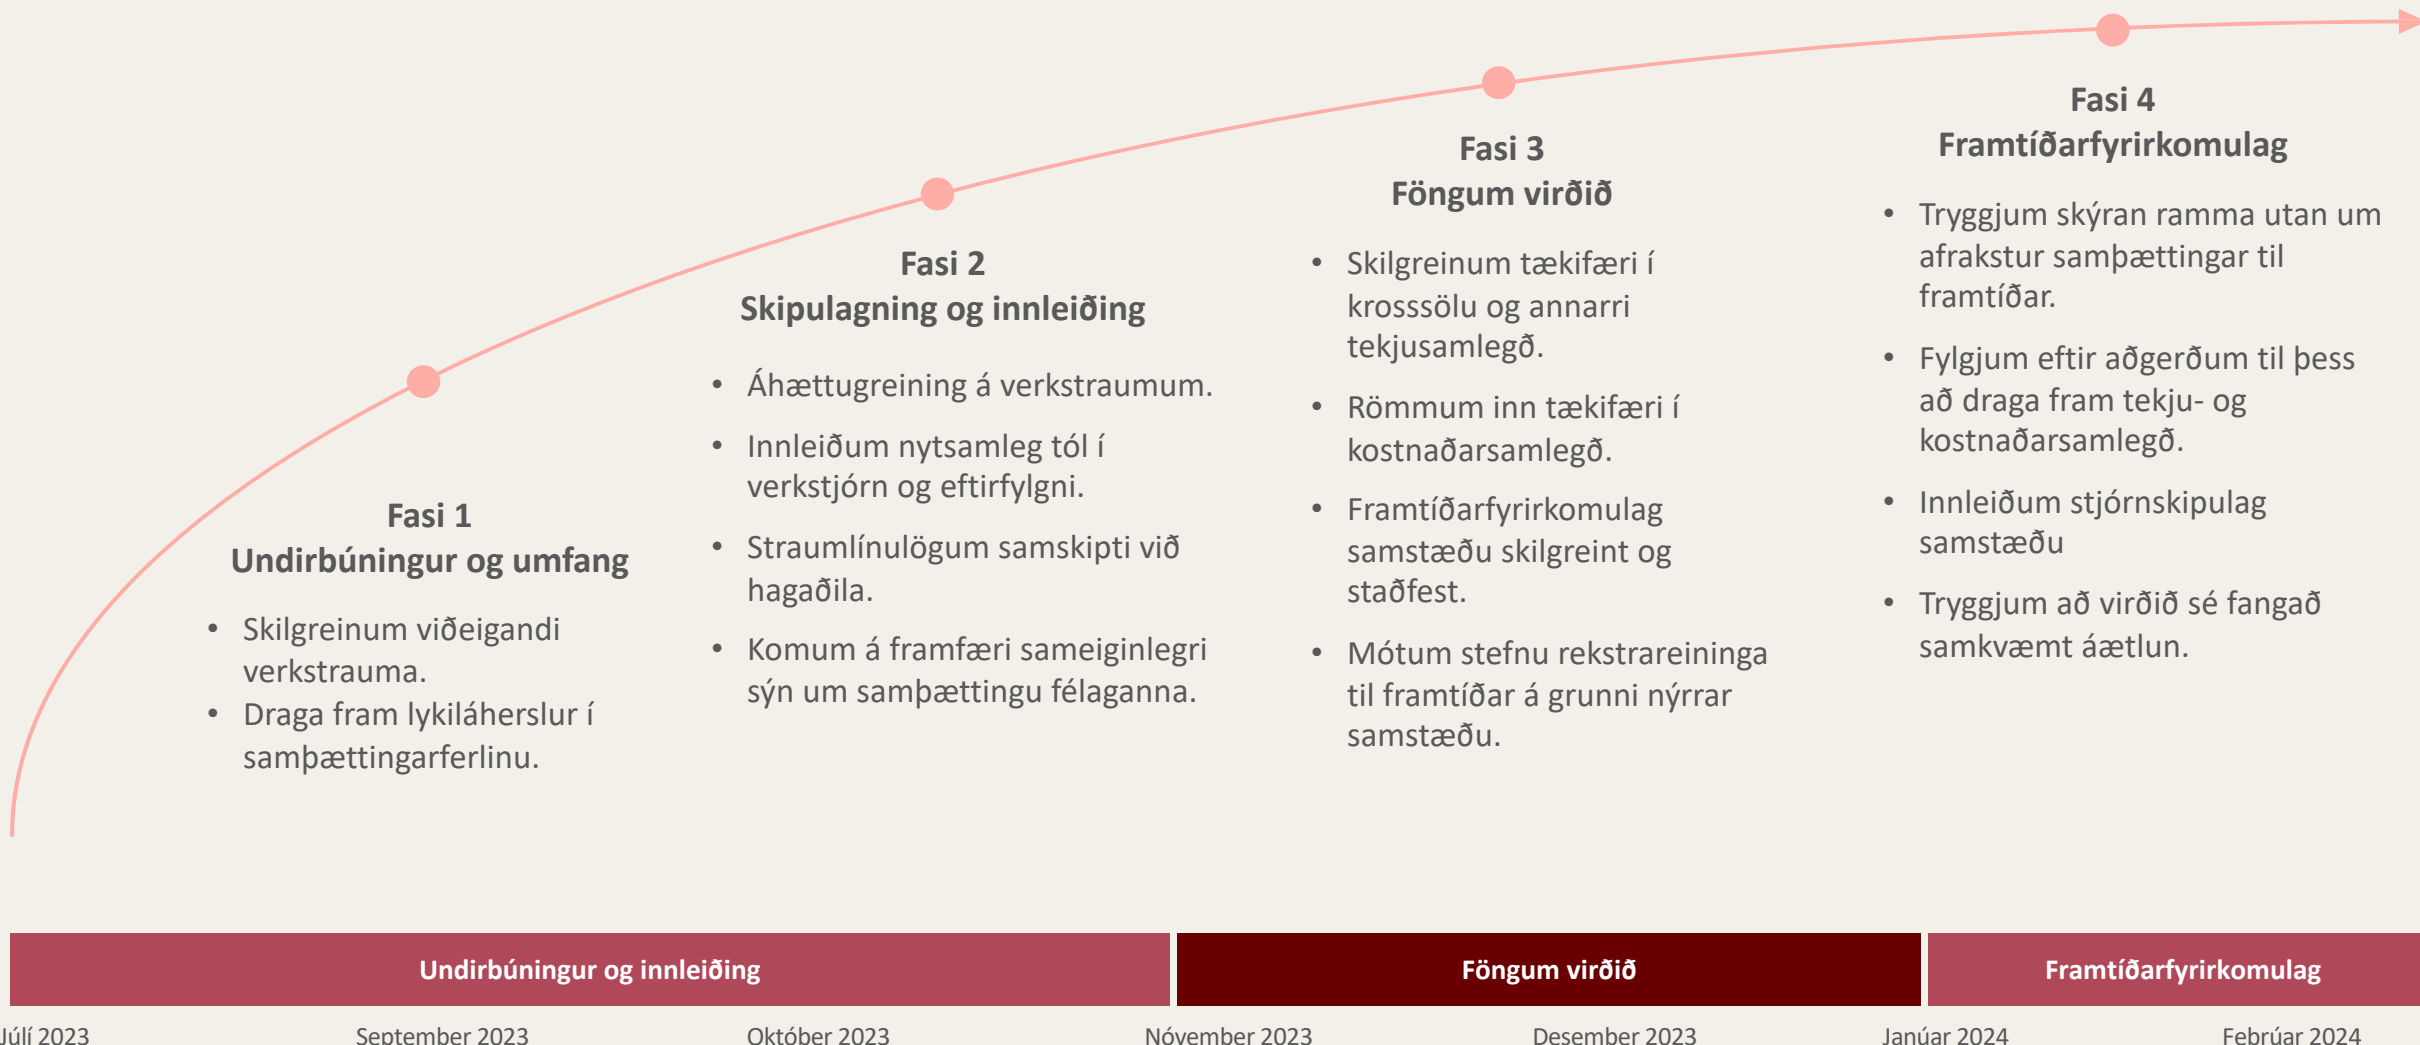 Fasi 1
Undirbúningur og umfang
• Skilgreinum viðeigandi
verkstrauma.
• Draga fram lykiláherslur í
samþættingarferlinu.
Fasi 2
Skipulagning og innleiðing
• Áhættugreining á verkstraumum.
• Innleiðum nytsamleg tól í
verkstjórn og eftirfylgni.
• Straumlínulögum samskipti við
hagaðila.
• Komum á framfæri sameiginlegri
sýn um samþættingu félaganna.
Fasi 3
Föngum virðið
• Skilgreinum tækifæri í
krosssölu og annarri
tekjusamlegð.
• Römmum inn tækifæri í
kostnaðarsamlegð.
• Framtíðarfyrirkomulag
samstæðu skilgreint og
staðfest.
• Mótum stefnu rekstrareininga
til framtíðar á grunni nýrrar
samstæðu.
Fasi 4
Framtíðarfyrirkomulag
• Tryggjum skýran ramma utan um
afrakstur samþættingar til
framtíðar.
• Fylgjum eftir aðgerðum til þess
að draga fram tekju- og
kostnaðarsamlegð.
• Innleiðum stjórnskipulag
samstæðu
• Tryggjum að virðið sé fangað
samkvæmt áætlun.
Undirbúningur og innleiðing
Föngum virðið
Framtíðarfyrirkomulag
Júlí 2023
September 2023
Október 2023
Nóvember 2023
Desember 2023
Janúar 2024
Febrúar 2024